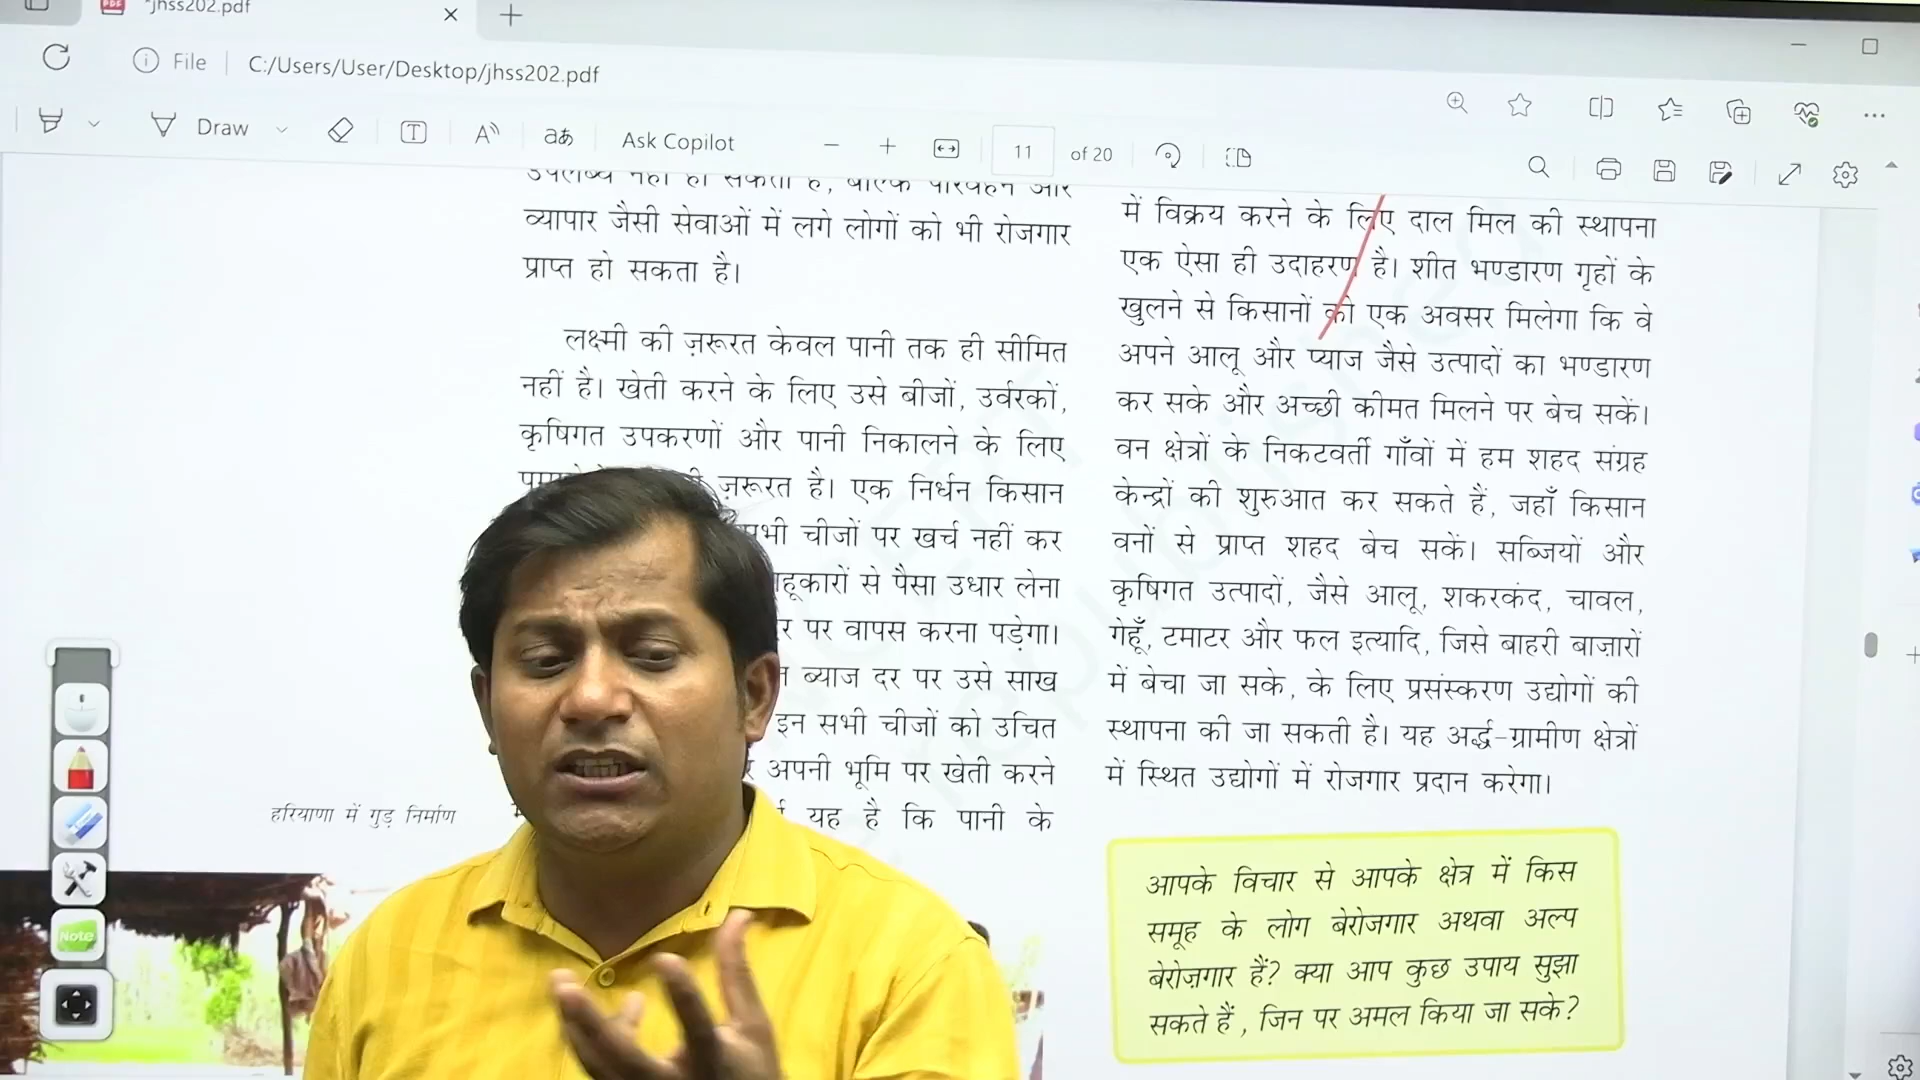 *jhss202.pdf
File
C:/Users/User/Desktop/jhss202.pdf
Draw
Ask Copilot
11
of 20
व्यापार जैसी सेवाओं में लगे लोगों को भी रोजगार
प्राप्त हो सकता है।
लक्ष्मी की ज़रूरत केवल पानी तक ही सीमित
नहीं है। खेती करने के लिए उसे बीजों, उर्वरकों,
कृषिगत उपकरणों और पानी निकालने के लिए
ज़रूरत है। एक निर्धन किसान
चीजों पर खर्च नहीं कर
से पैसा उधार लेना
पर वापस करना पड़ेगा।
ब्याज दर पर उसे साख
इन सभी चीजों को उचित
अपनी भूमि पर खेती करने
यह है कि पानी के
हरियाणा में गुड़ निर्माण
में विक्रय करने के लिए दाल मिल की स्थापना
एक ऐसा ही उदाहरण है। शीत भण्डारण गृहों के
खुलने से किसानों को एक अवसर मिलेगा कि वे
अपने आलू और प्याज जैसे उत्पादों का भण्डारण
कर सके और अच्छी कीमत मिलने पर बेच सकें।
वन क्षेत्रों के निकटवर्ती गाँवों में हम शहद संग्रह
केन्द्रों की शुरुआत कर सकते हैं, जहाँ किसान
वनों से प्राप्त शहद बेच सकें। सब्जियों और
कृषिगत उत्पादों, जैसे आलू, शकरकंद, चावल,
गेहूँ, टमाटर और फल इत्यादि, जिसे बाहरी बाज़ारों
में बेचा जा सके, के लिए प्रसंस्करण उद्योगों की
स्थापना की जा सकती है। यह अर्द्ध-ग्रामीण क्षेत्रों
में स्थित उद्योगों में रोजगार प्रदान करेगा।
आपके विचार से आपके क्षेत्र में किस
समूह के लोग बेरोजगार अथवा अल्प
बेरोज़गार हैं? क्या आप कुछ उपाय सुझा
सकते हैं , जिन पर अमल किया जा सके?
Note